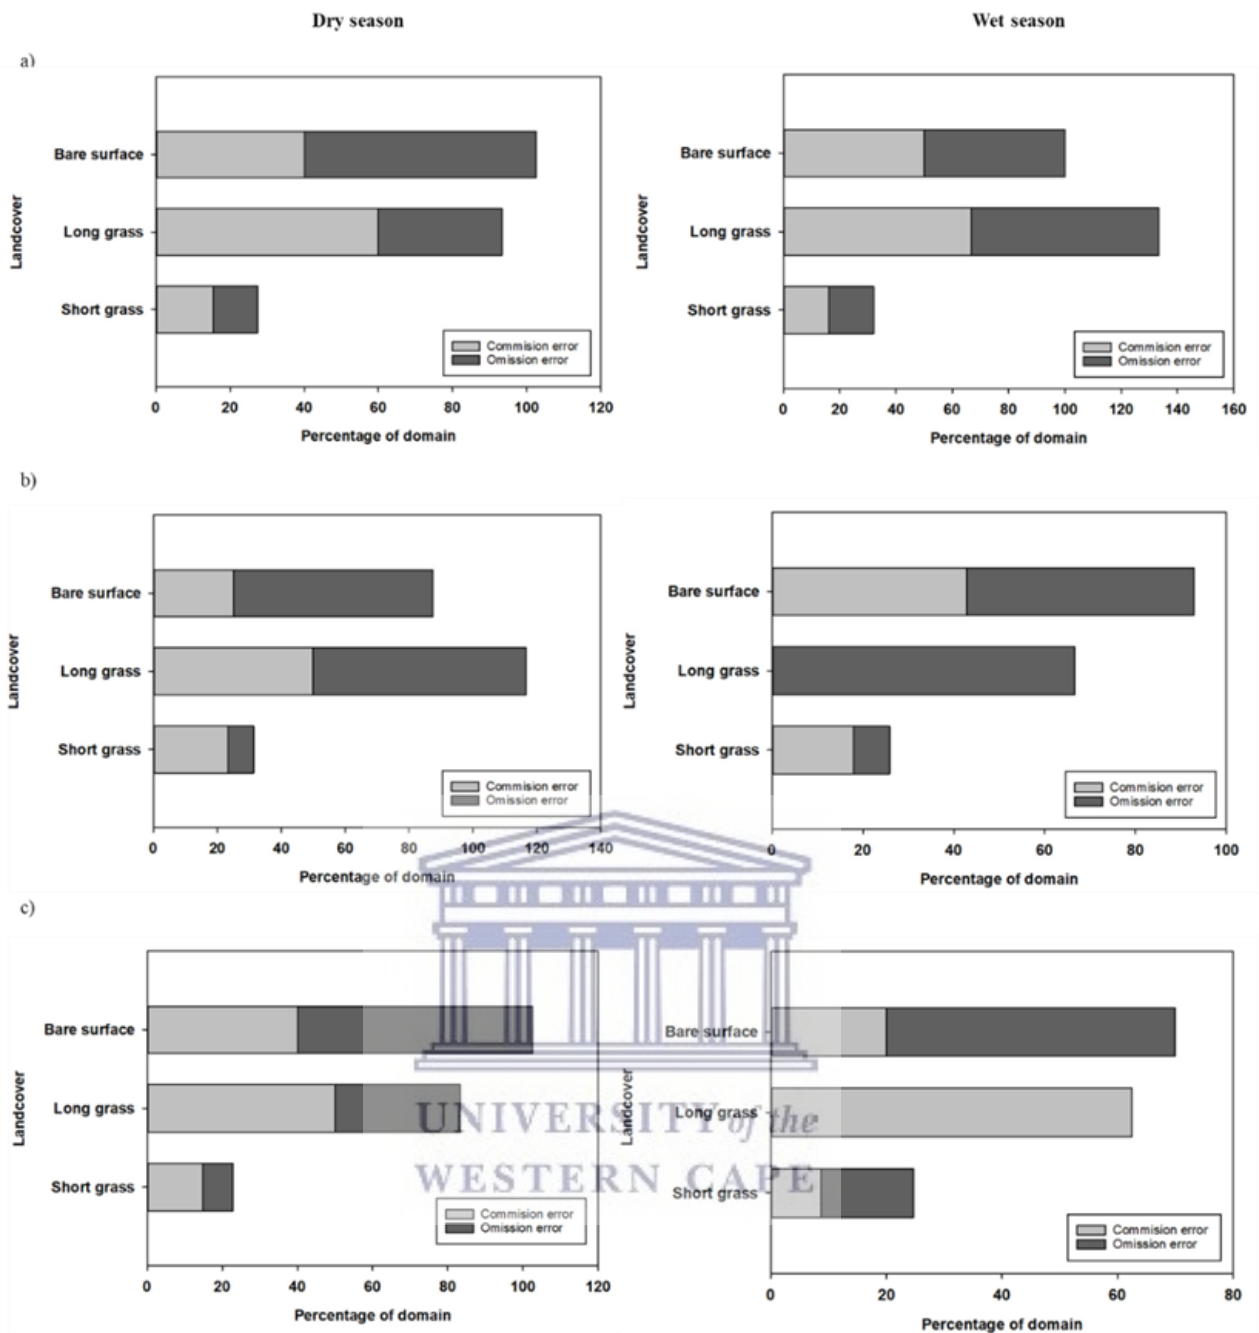 Dry season
Wet season
a)
Bare surface
Long grass
Short grass
Landcover
Commision error
Omission error
0 20 40 60 80 100 120
Percentage of domain
Bare surface
Long grass
Short grass
Landcover
Commision error
Omission error
0 20 40 60 80 100 120 140 160
Percentage of domain
b)
Bare surface
Long grass
Short grass
Landcover
Commision error
Omission error
0 20 40 60 80 100 120 140
Percentage of domain
Bare surface
Long grass
Short grass
Landcover
Commision error
Omission error
0 20 40 60 80 100
Percentage of domain
c)
Bare surface
Long grass
Short grass
Landcover
Commision error
Omission error
0 20 40 60 80 100 120
Percentage of domain
Bare surface
Long grass
Short grass
Landcover
Commision error
Omission error
0 20 40 60 80
Percentage of domain
UNIVERSITY of the
WESTERN CAPE